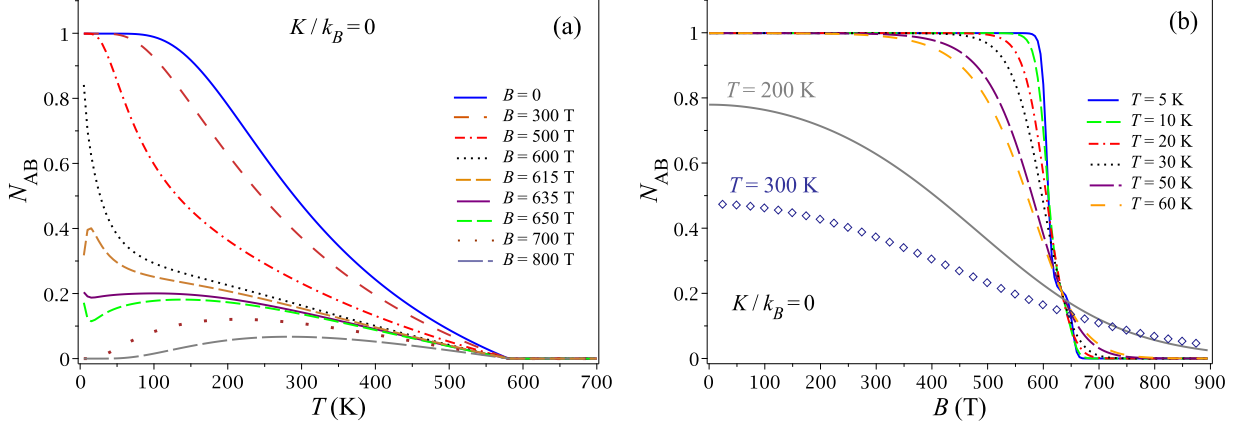 K / k_B = 0
(a)
N_AB
1
0.8
0.6
0.4
0.2
0
B = 0
B = 300 T
B = 500 T
B = 600 T
B = 615 T
B = 635 T
B = 650 T
B = 700 T
B = 800 T
0 100 200 300 400 500 600 700
T (K)
(b)
N_AB
1
0.8
0.6
0.4
0.2
0
T = 200 K
T = 300 K
T = 5 K
T = 10 K
T = 20 K
T = 30 K
T = 50 K
T = 60 K
K / k_B = 0
0 100 200 300 400 500 600 700 800 900
B (T)